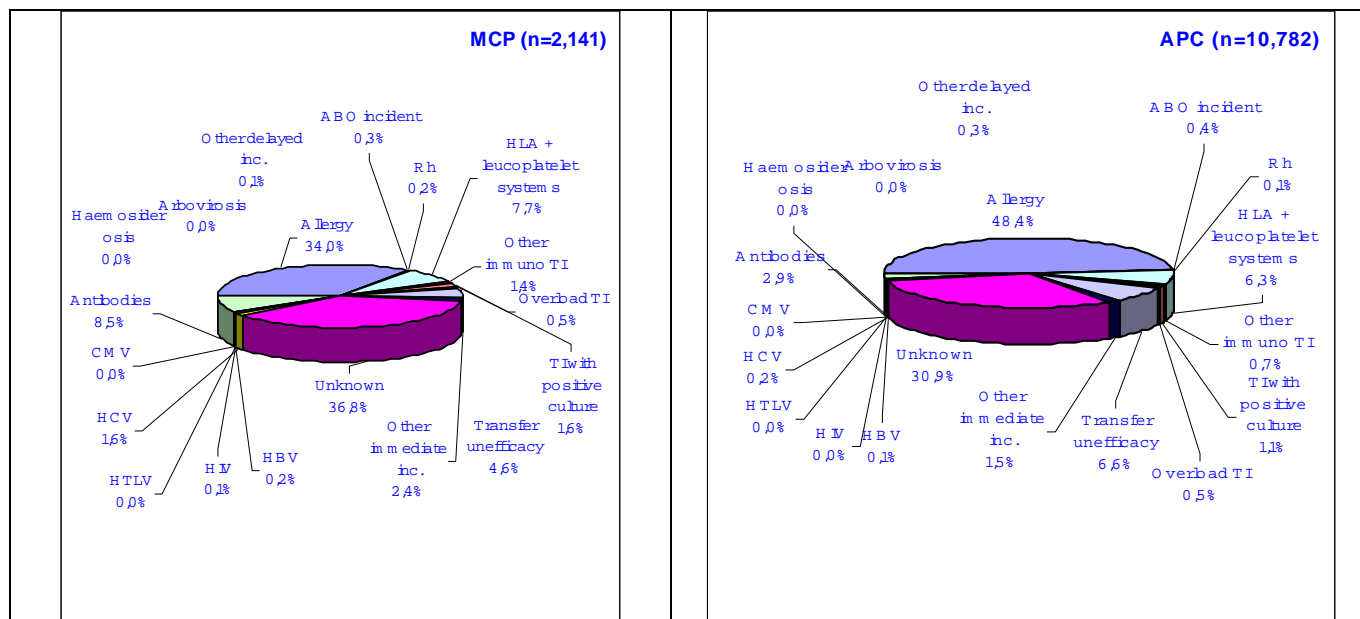 MCP (n=2,141)
ABO incident
0,3%
Other delayed
inc.
0,1%
Rh
0,2%
HLA +
leucoplatelet
systems
7,7%
Arbovirosis
0,0%
Haemosider
osis
0,0%
Allergy
34,0%
Other
immuno TI
1,4%
Antibodies
8,5%
Overload TI
0,5%
CMV
0,0%
TI with
positive
culture
1,6%
Unknown
36,8%
HCV
1,6%
Other
immediate
inc.
2,4%
Transfer
unefficacy
4,6%
HIV
0,1%
HBV
0,2%
HTLV
0,0%
APC (n=10,782)
Other delayed
inc.
0,3%
ABO incident
0,4%
Haemosider
osis
0,0%
Arbovirosis
0,0%
Rh
0,1%
Allergy
48,4%
HLA +
leucoplatelet
systems
6,3%
Antibodies
2,9%
CMV
0,0%
Other
immuno TI
0,7%
HCV
0,2%
Unknown
30,9%
TI with
positive
culture
1,1%
HTLV
0,0%
Other
immediate
inc.
1,5%
Transfer
unefficacy
6,6%
HIV
0,0%
HBV
0,1%
Overload TI
0,5%